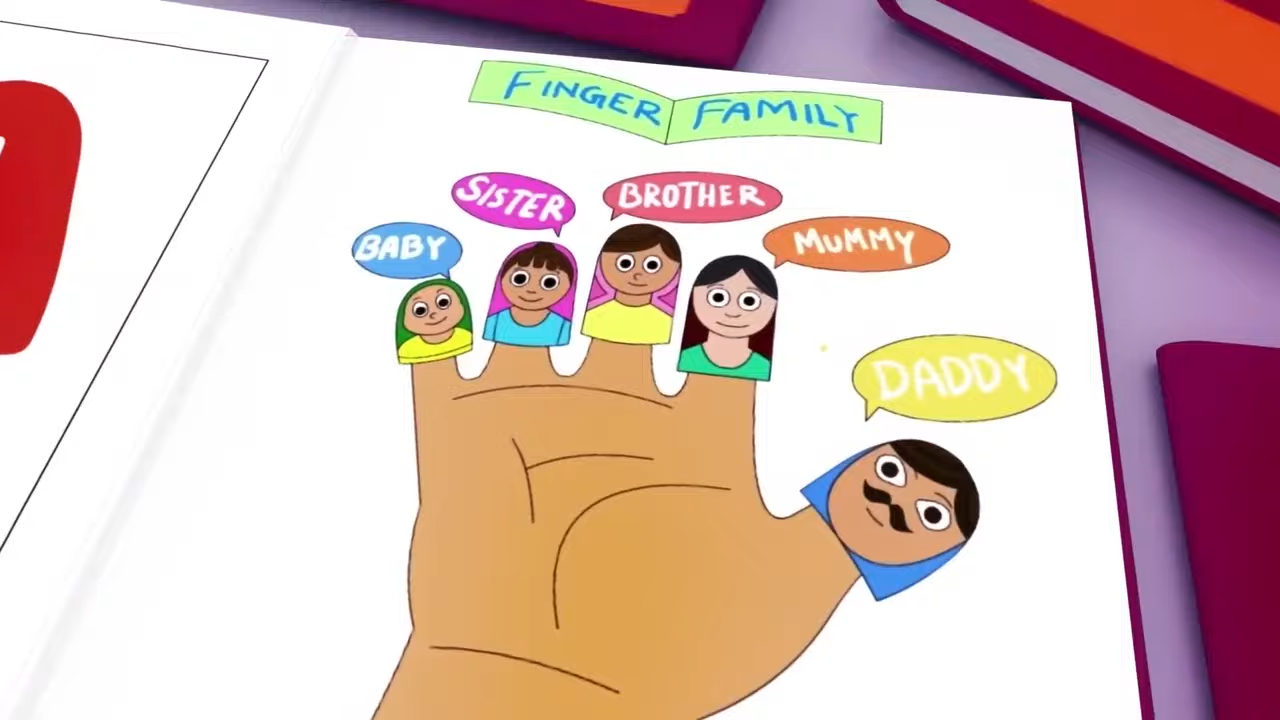 FINGER FAMILY
BABY
SISTER
BROTHER
MUMMY
DADDY